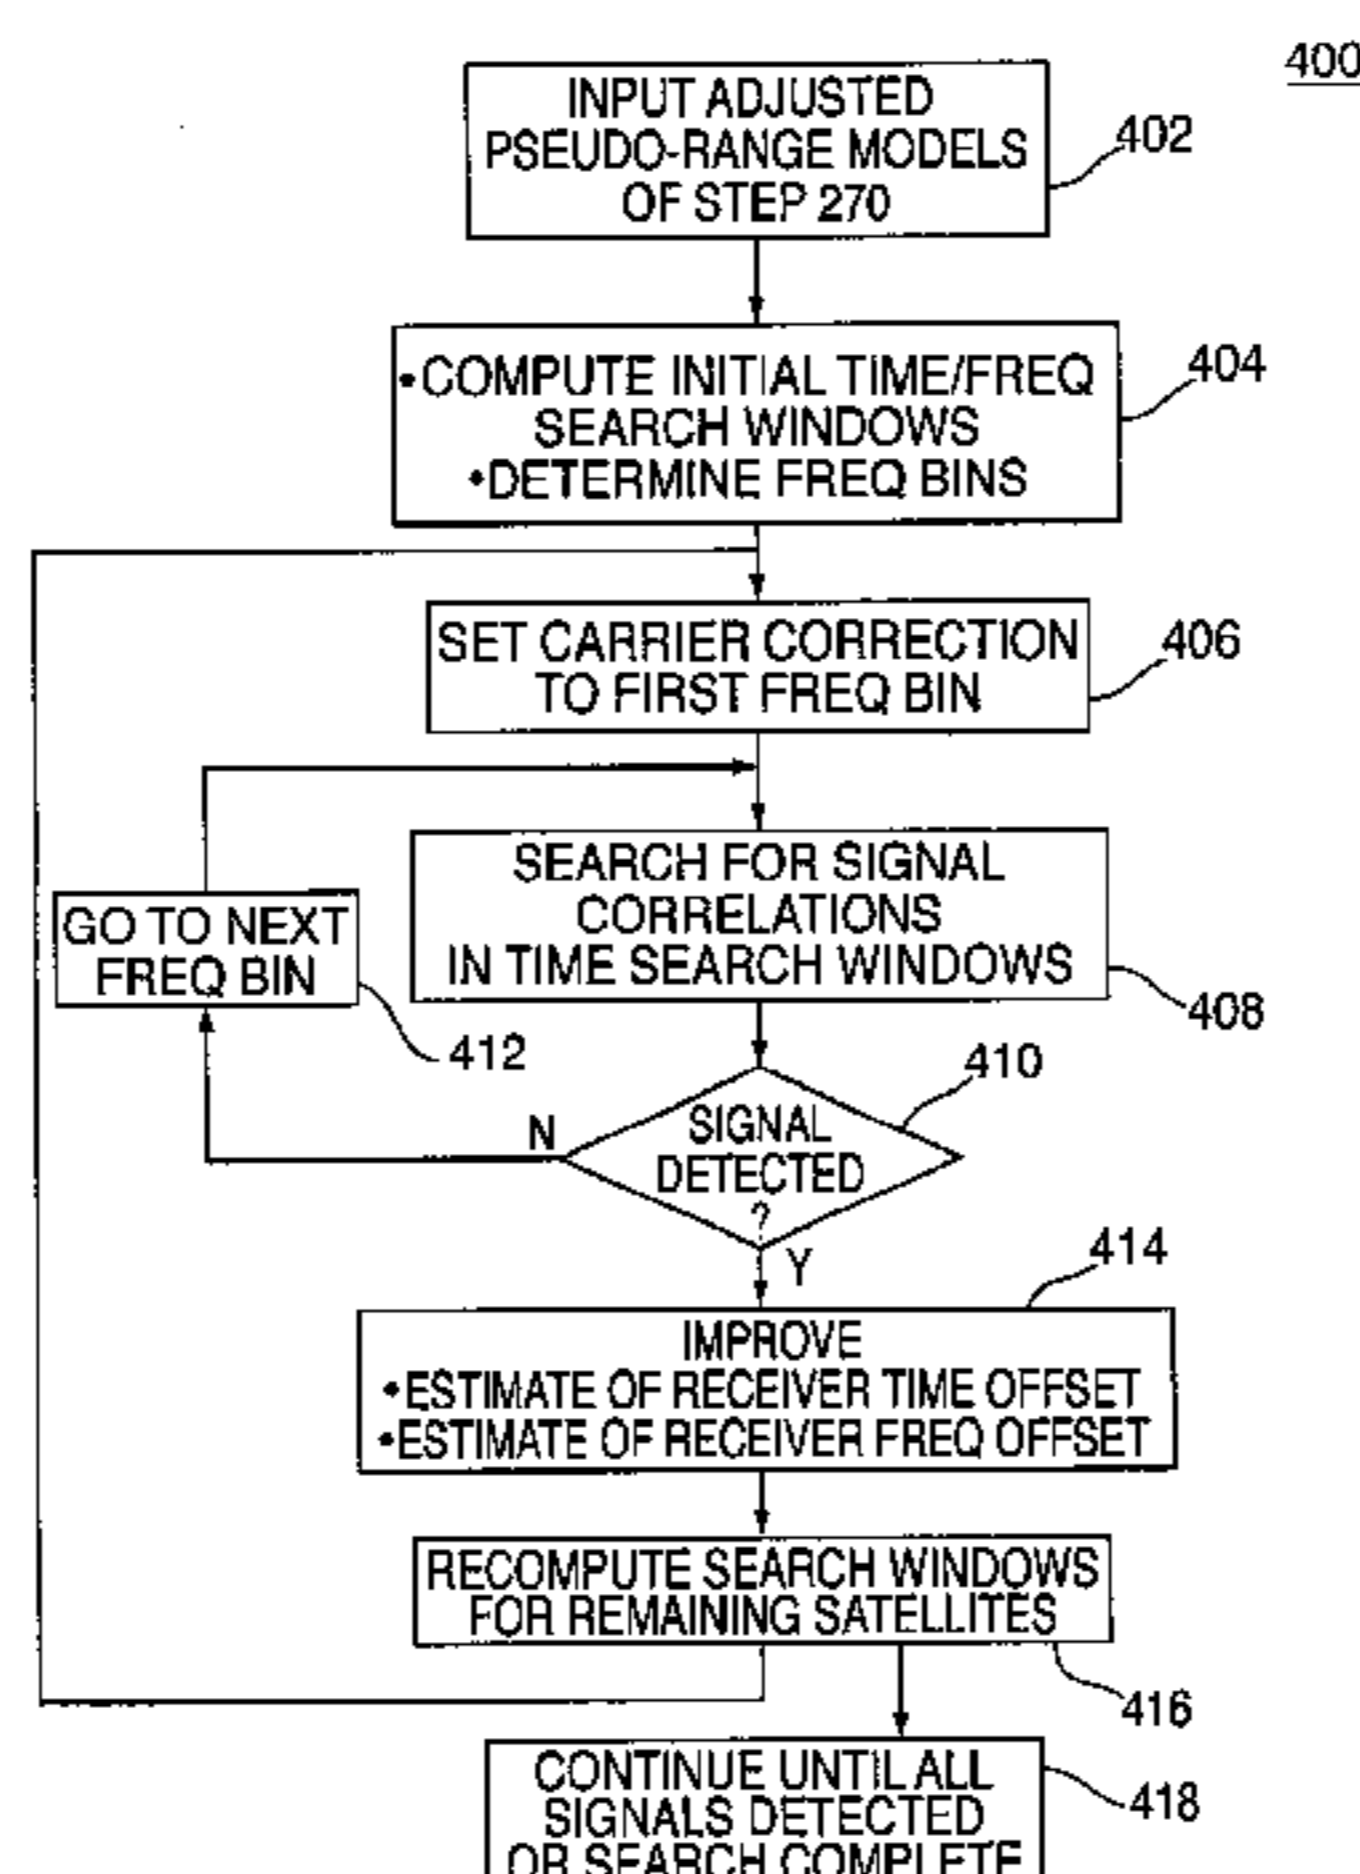 400
INPUT ADJUSTED
PSEUDO-RANGE MODELS
OF STEP 270
402
•COMPUTE INITIAL TIME/FREQ
SEARCH WINDOWS
•DETERMINE FREQ BINS
404
SET CARRIER CORRECTION
TO FIRST FREQ BIN
406
SEARCH FOR SIGNAL
CORRELATIONS
IN TIME SEARCH WINDOWS
408
GO TO NEXT
FREQ BIN
412
410
SIGNAL
DETECTED
?
N
Y
414
IMPROVE
•ESTIMATE OF RECEIVER TIME OFFSET
•ESTIMATE OF RECEIVER FREQ OFFSET
RECOMPUTE SEARCH WINDOWS
FOR REMAINING SATELLITES
416
CONTINUE UNTIL ALL
SIGNALS DETECTED
OR SEARCH COMPLETE
418